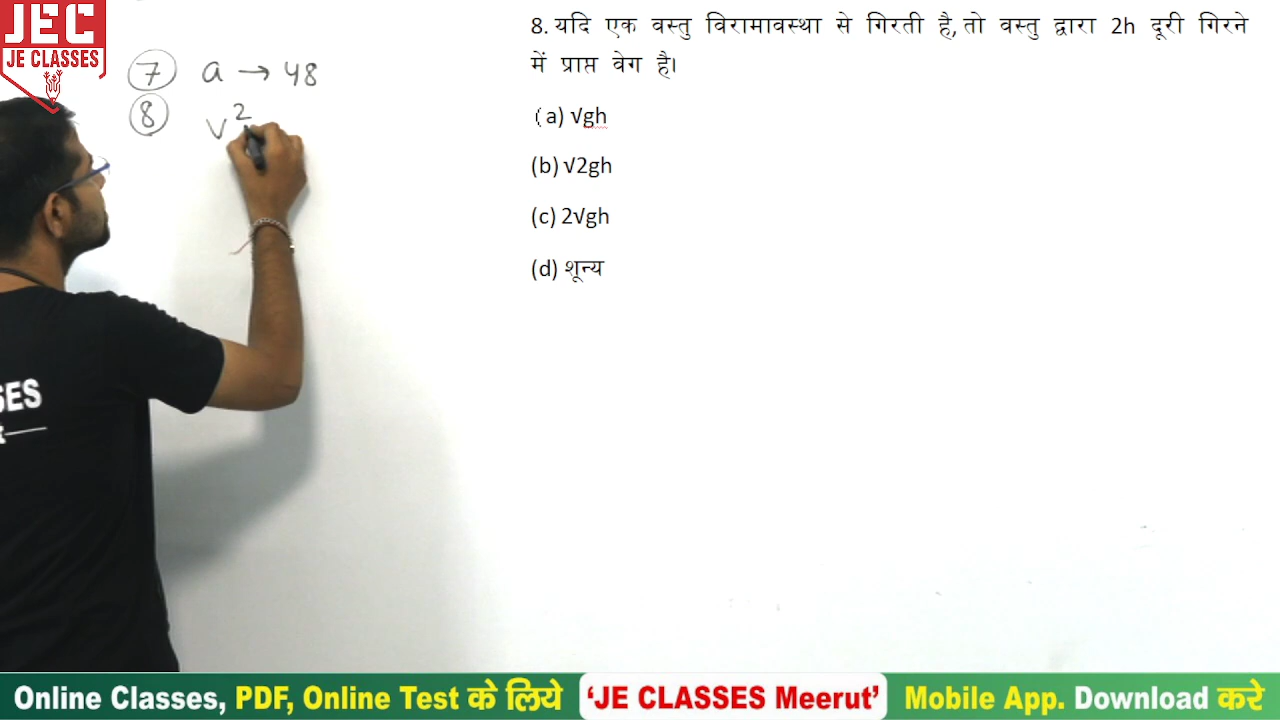 JEC
JE CLASSES
7 a → 48
8 v²
8. यदि एक वस्तु विरामावस्था से गिरती है, तो वस्तु द्वारा 2h दूरी गिरने
में प्राप्त वेग है।
(a) √gh
(b) √2gh
(c) 2√gh
(d) शून्य
SES
Online Classes, PDF, Online Test के लिये 'JE CLASSES Meerut' Mobile App. Download करे